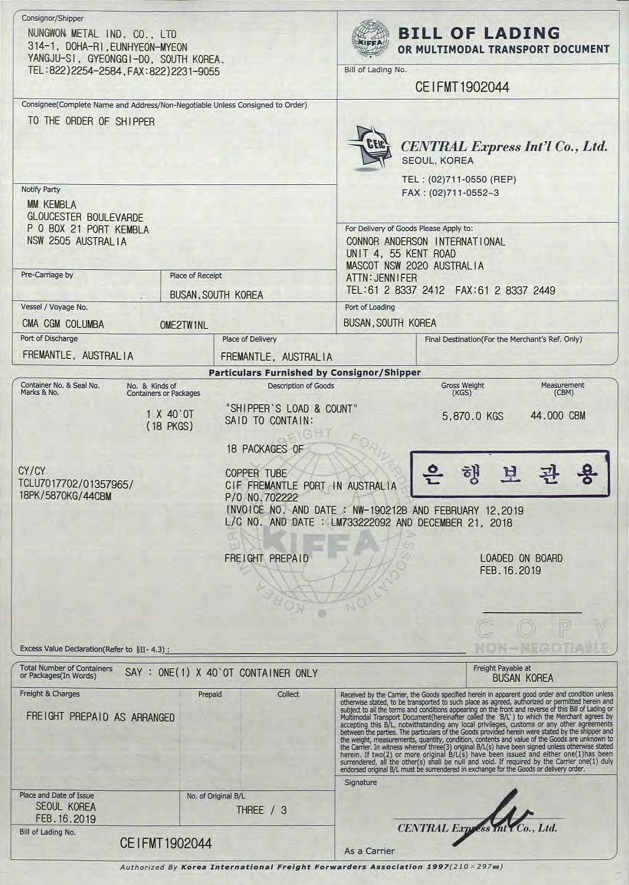 Consignor/Shipper
NUNGWON METAL IND. CO., LTD
314-1, DOHA-RI,EUNHYEON-MYEON
YANGJU-SI, GYEONGGI-DO, SOUTH KOREA.
TEL:822)2254-2584,FAX:822)2231-9055
KIFFA
BILL OF LADING
OR MULTIMODAL TRANSPORT DOCUMENT
Bill of Lading No.
CEIFMT1902044
Consignee(Complete Name and Address/Non-Negotiable Unless Consigned to Order)
TO THE ORDER OF SHIPPER
CEIC
CENTRAL Express Int'l Co., Ltd.
SEOUL, KOREA
TEL : (02)711-0550 (REP)
FAX : (02)711-0552~3
Notify Party
MM KEMBLA
GLOUCESTER BOULEVARDE
P O BOX 21 PORT KEMBLA
NSW 2505 AUSTRALIA
For Delivery of Goods Please Apply to:
CONNOR ANDERSON INTERNATIONAL
UNIT 4, 55 KENT ROAD
MASCOT NSW 2020 AUSTRALIA
ATTN:JENNIFER
TEL:61 2 8337 2412 FAX:61 2 8337 2449
Pre-Carriage by
Place of Receipt
BUSAN,SOUTH KOREA
Vessel / Voyage No.
CMA CGM COLUMBA OME2TW1NL
Port of Loading
BUSAN,SOUTH KOREA
Port of Discharge
FREMANTLE, AUSTRALIA
Place of Delivery
FREMANTLE, AUSTRALIA
Final Destination(For the Merchant's Ref. Only)
Particulars Furnished by Consignor/Shipper
Container No. & Seal No.
Marks & No.
No. & Kinds of
Containers or Packages
Description of Goods
Gross Weight
(KGS)
Measurement
(CBM)
1 X 40'OT
(18 PKGS)
"SHIPPER'S LOAD & COUNT"
SAID TO CONTAIN:
5,870.0 KGS
44.000 CBM
18 PACKAGES OF
CY/CY
TCLU7017702/01357965/
18PK/5870KG/44CBM
COPPER TUBE
CIF FREMANTLE PORT IN AUSTRALIA
P/O NO.702222
INVOICE NO. AND DATE : NW-190212B AND FEBRUARY 12,2019
L/C NO. AND DATE : LM733222092 AND DECEMBER 21, 2018
은행보관용
KIFFA
FREIGHT PREPAID
LOADED ON BOARD
FEB.16.2019
COPY
NON-NEGOTIABLE
Excess Value Declaration(Refer to §II- 4.3) :
Total Number of Containers
or Packages(In Words)
SAY : ONE(1) X 40'OT CONTAINER ONLY
Freight Payable at
BUSAN KOREA
Freight & Charges
Prepaid
Collect
FREIGHT PREPAID AS ARRANGED
Received by the Carrier, the Goods specified herein in apparent good order and condition unless
otherwise stated, to be transported to such place as agreed, authorized or permitted herein and
subject to all the terms and conditions appearing on the front and reverse of this Bill of Lading or
Multimodal Transport Document(hereinafter called the 'B/L') to which the Merchant agrees by
accepting this B/L, notwithstanding any local privileges, customs or any other agreements
between the parties. The particulars of the Goods provided herein were stated by the shipper and
the weight, measurements, quantity, condition, contents and value of the Goods are unknown to
the Carrier. In witness whereof three(3) original B/L(s) have been signed unless otherwise stated
herein. If two(2) or more original B/L(s) have been issued and either one(1)has been
surrendered, all the other(s) shall be null and void. If required by the Carrier one(1) duly
endorsed original B/L must be surrendered in exchange for the Goods or delivery order.
Place and Date of Issue
SEOUL KOREA
FEB.16.2019
No. of Original B/L
THREE / 3
Signature
CENTRAL Express Int'l Co., Ltd.
Bill of Lading No.
CEIFMT1902044
As a Carrier
Authorized By Korea International Freight Forwarders Association 1997(210×297㎜)